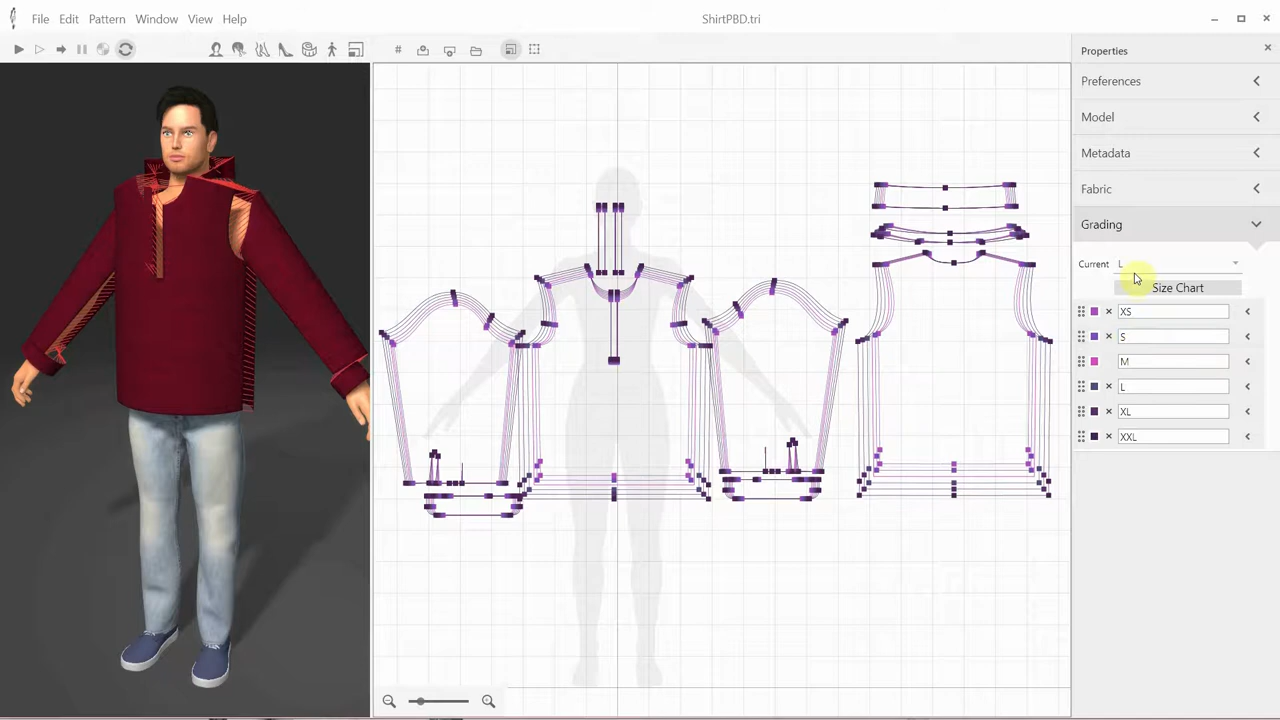 File Edit Pattern Window View Help
ShirtPBD.tri
Properties
Preferences
Model
Metadata
Fabric
Grading
Current L
Size Chart
XS
S
M
L
XL
XXL